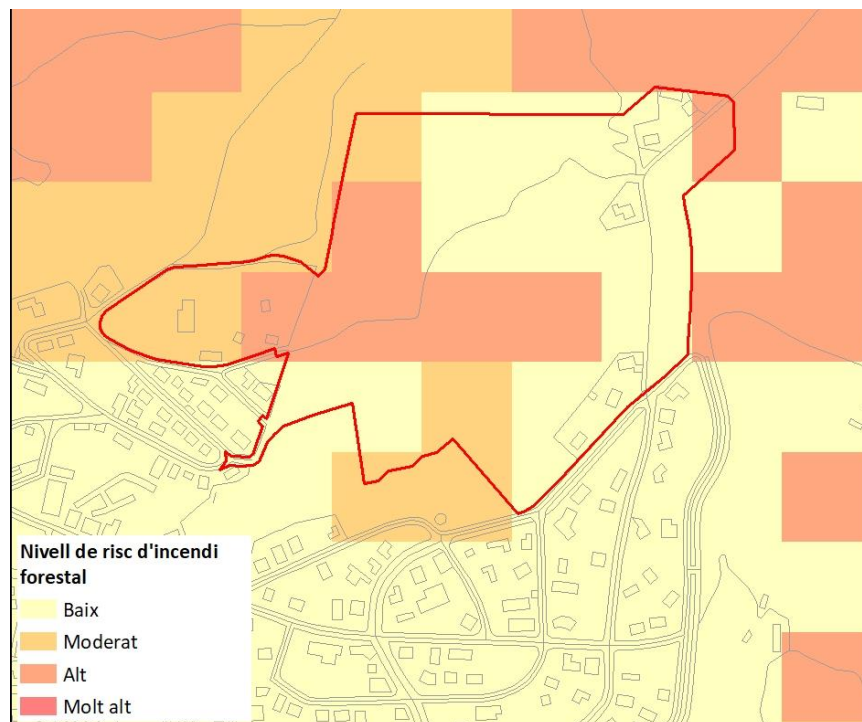 Nivell de risc d'incendi
forestal
Baix
Moderat
Alt
Molt alt